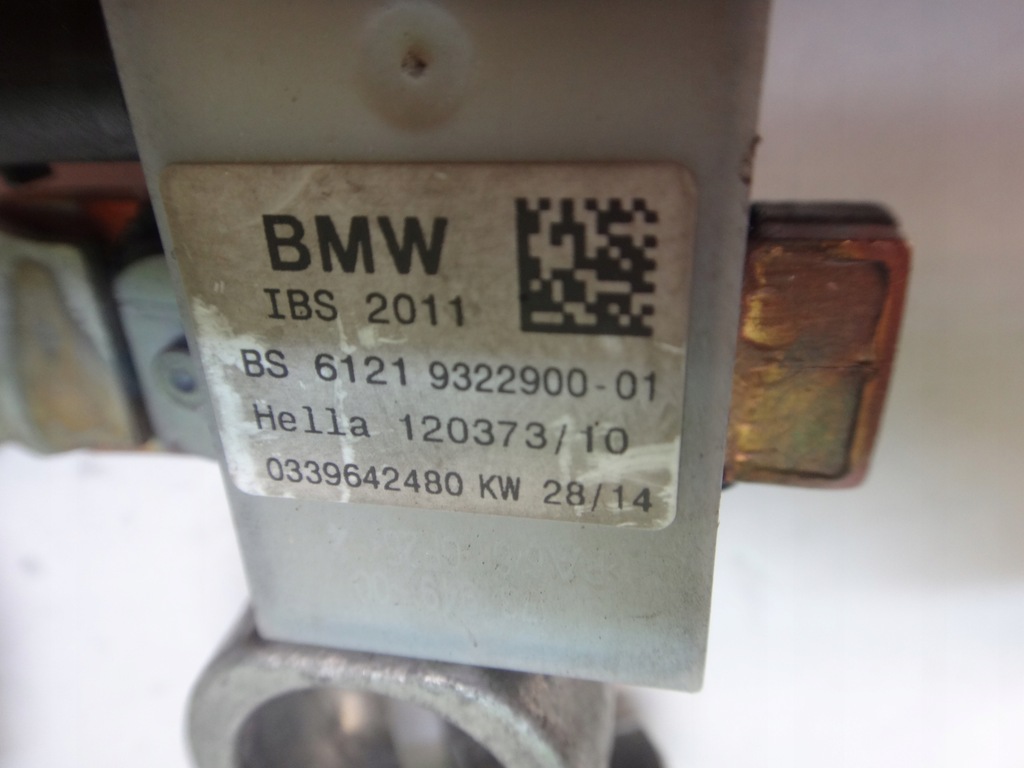 BMW
IBS 2011
BS 6121 9322900-01
Hella 120373/10
0339642480 KW 28/14